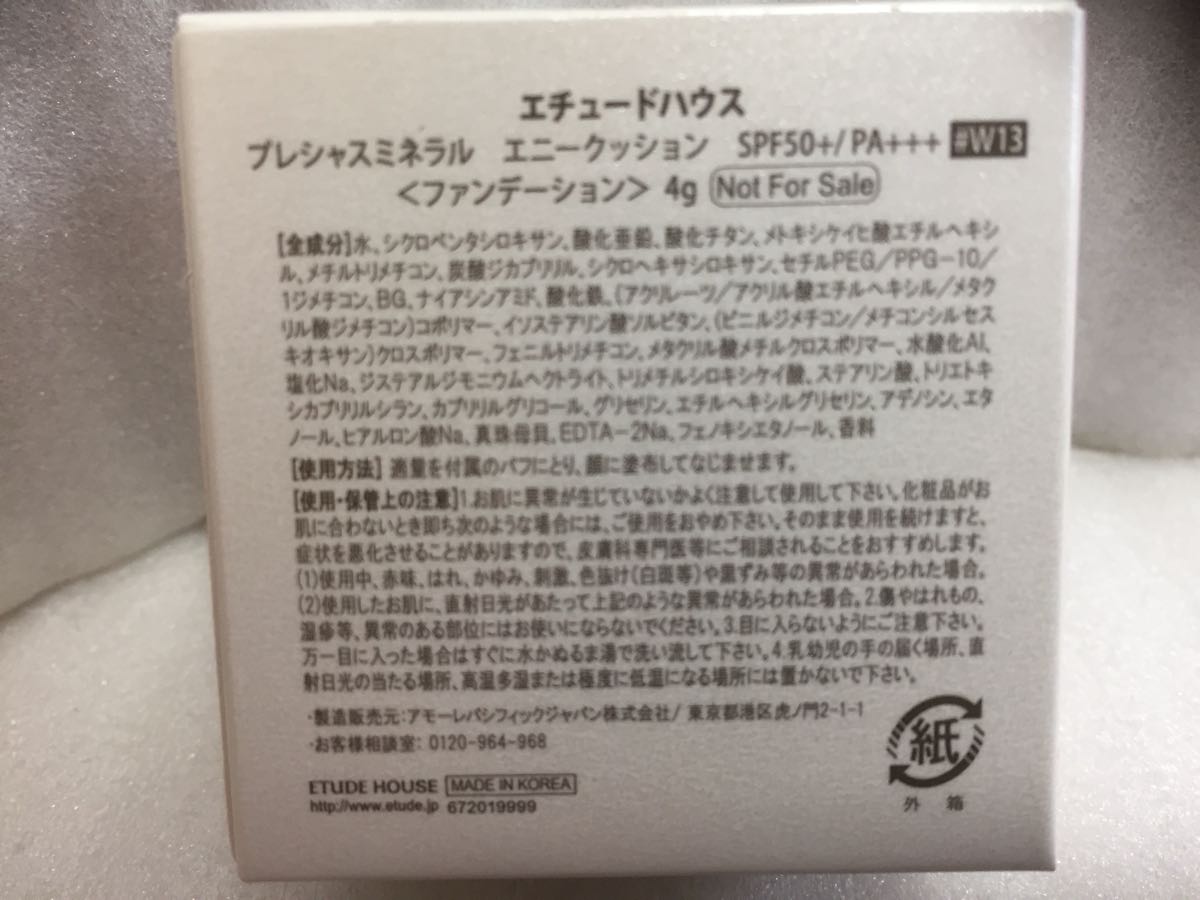 エチュードハウス
プレシャスミネラル エニークッション SPF50+/PA+++ #W13
<ファンデーション> 4g Not For Sale
[全成分]水、シクロペンタシロキサン、酸化亜鉛、酸化チタン、メトキシケイヒ酸エチルヘキシ
ル、メチルトリメチコン、炭酸ジカプリリル、シクロヘキサシロキサン、セチルPEG/PPG-10/
1ジメチコン、BG、ナイアシンアミド、酸化鉄、(アクリレーツ/アクリル酸エチルヘキシル/メタク
リル酸ジメチコン)コポリマー、イソステアリン酸ソルビタン、(ビニルジメチコン/メチコンシルセス
キオキサン)クロスポリマー、フェニルトリメチコン、メタクリル酸メチルクロスポリマー、水酸化Al、
塩化Na、ジステアルジモニウムヘクトライト、トリメチルシロキシケイ酸、ステアリン酸、トリエトキ
シカプリリルシラン、カプリリルグリコール、グリセリン、エチルヘキシルグリセリン、アデノシン、エタ
ノール、ヒアルロン酸Na、真珠母貝、EDTA-2Na、フェノキシエタノール、香料
[使用方法] 適量を付属のパフにとり、顔に塗布してなじませます。
[使用・保管上の注意]1.お肌に異常が生じていないかよく注意して使用して下さい。化粧品がお
肌に合わないとき即ち次のような場合には、ご使用をおやめ下さい。そのまま使用を続けますと、
症状を悪化させることがありますので、皮膚科専門医等にご相談されることをおすすめします。
(1)使用中、赤味、はれ、かゆみ、刺激、色抜け(白斑等)や黒ずみ等の異常があらわれた場合。
(2)使用したお肌に、直射日光があたって上記のような異常があらわれた場合。2.傷やはれもの、
湿疹等、異常のある部位にはお使いにならないでください。3.目に入らないようにご注意下さい。
万一目に入った場合はすぐに水かぬるま湯で洗い流して下さい。4.乳幼児の手の届く場所、直
射日光の当たる場所、高温多湿または極度に低温になる場所には置かないで下さい。
・製造販売元:アモーレパシフィックジャパン株式会社/ 東京都港区虎ノ門2-1-1
・お客様相談室: 0120-964-968
ETUDE HOUSE MADE IN KOREA
http://www.etude.jp 672019999
紙
外 箱